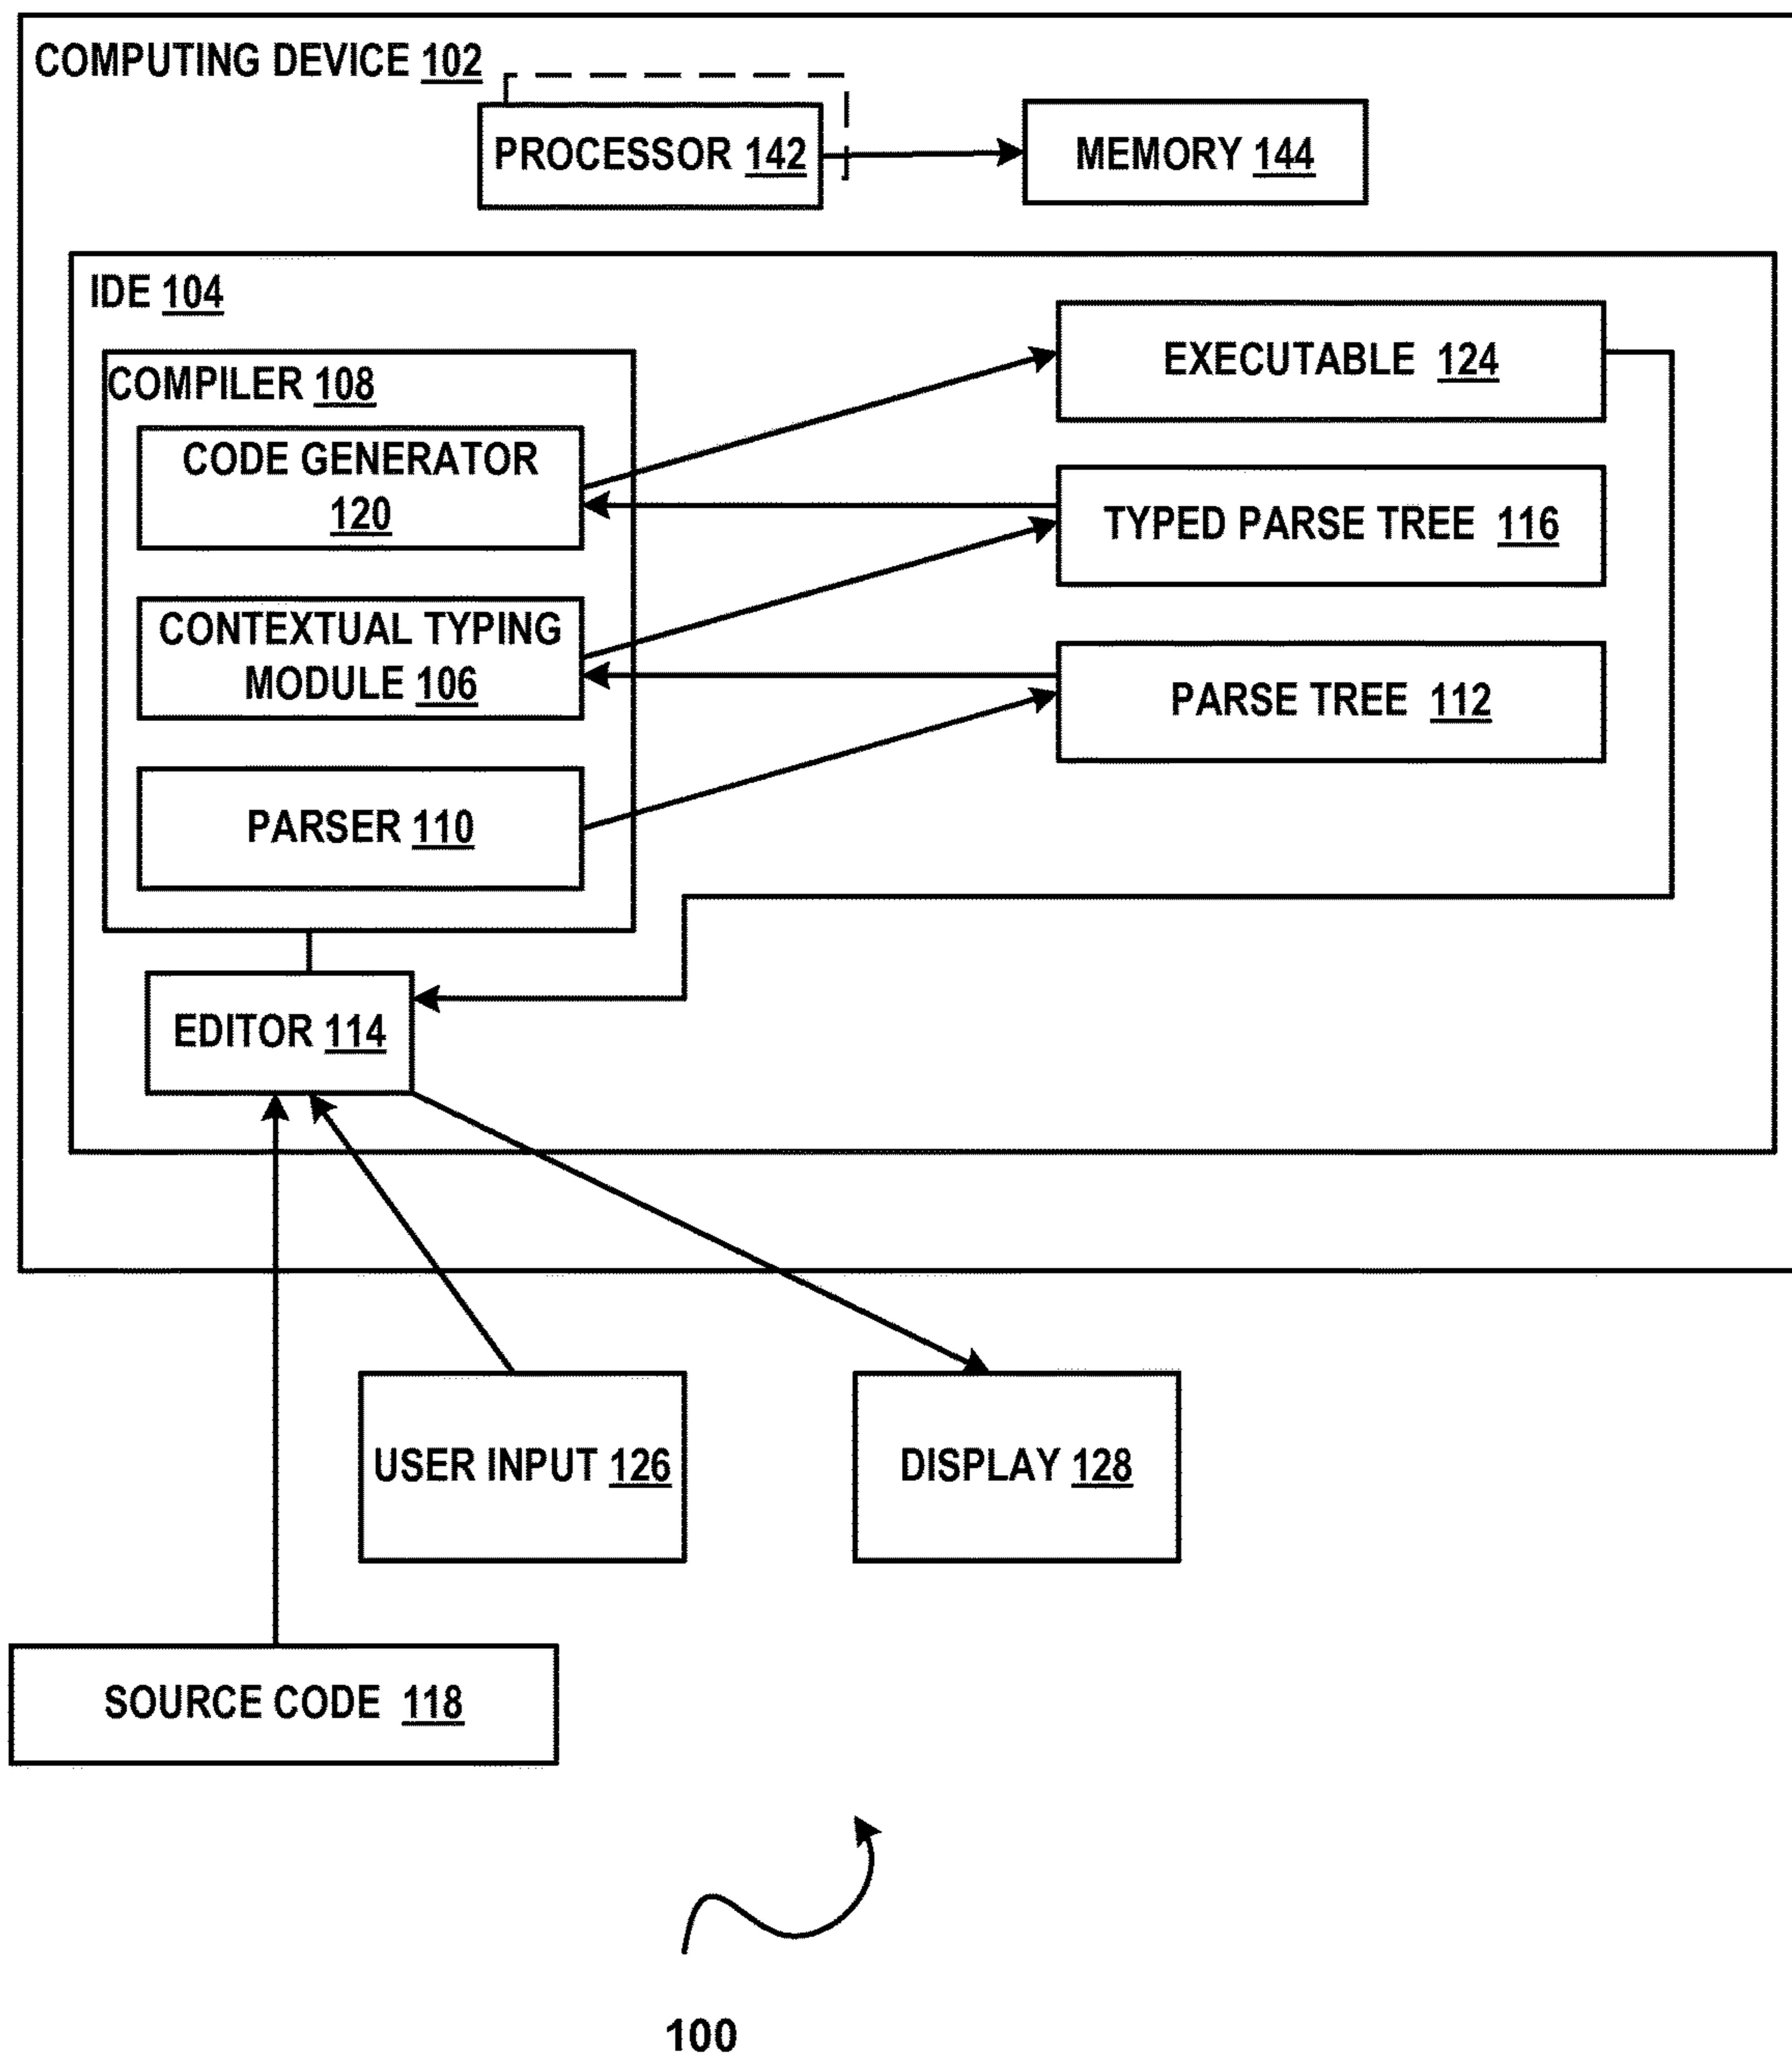 COMPUTING DEVICE 102
PROCESSOR 142
MEMORY 144
IDE 104
COMPILER 108
CODE GENERATOR
120
CONTEXTUAL TYPING
MODULE 106
PARSER 110
EXECUTABLE 124
TYPED PARSE TREE 116
PARSE TREE 112
EDITOR 114
USER INPUT 126
DISPLAY 128
SOURCE CODE 118
100